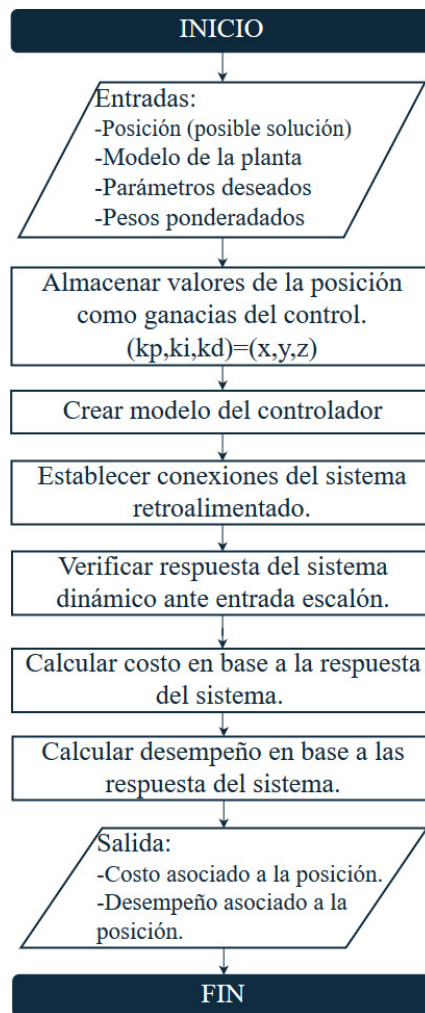 INICIO
Entradas:
-Posición (posible solución)
-Modelo de la planta
-Parámetros deseados
-Pesos ponderados
Almacenar valores de la posición
como ganacias del control.
(kp,ki,kd)=(x,y,z)
Crear modelo del controlador
Establecer conexiones del sistema
retroalimentado.
Verificar respuesta del sistema
dinámico ante entrada escalón.
Calcular costo en base a la respuesta
del sistema.
Calcular desempeño en base a las
respuesta del sistema.
Salida:
-Costo asociado a la posición.
-Desempeño asociado a la
posición.
FIN